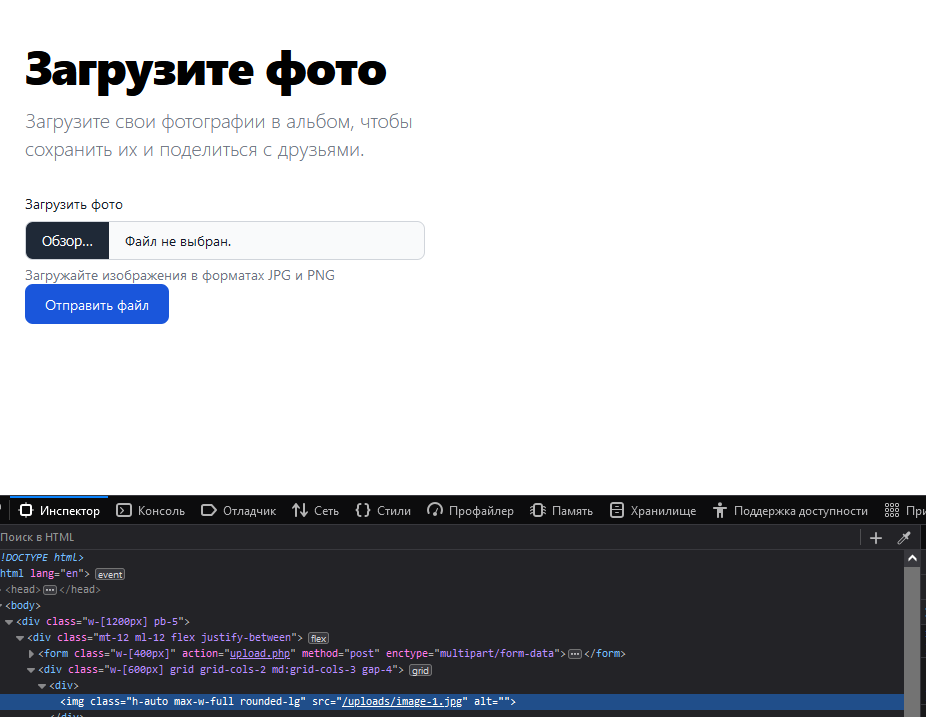 Загрузите фото
Загрузите свои фотографии в альбом, чтобы
сохранить их и поделиться с друзьями.
Загрузить фото
Обзор... Файл не выбран.
Загружайте изображения в форматах JPG и PNG
Отправить файл
Инспектор Консоль Отладчик Сеть Стили Профайлер Память Хранилище Поддержка доступности При
Поиск в HTML
!DOCTYPE html>
html lang="en"> event
<head> </head>
<body>
<div class="w-[1200px] pb-5">
<div class="mt-12 ml-12 flex justify-between"> flex
<form class="w-[400px]" action="upload.php" method="post" enctype="multipart/form-data"> </form>
<div class="w-[600px] grid grid-cols-2 md:grid-cols-3 gap-4"> grid
<div>
<img class="h-auto max-w-full rounded-lg" src="/uploads/image-1.jpg" alt="">
</div>